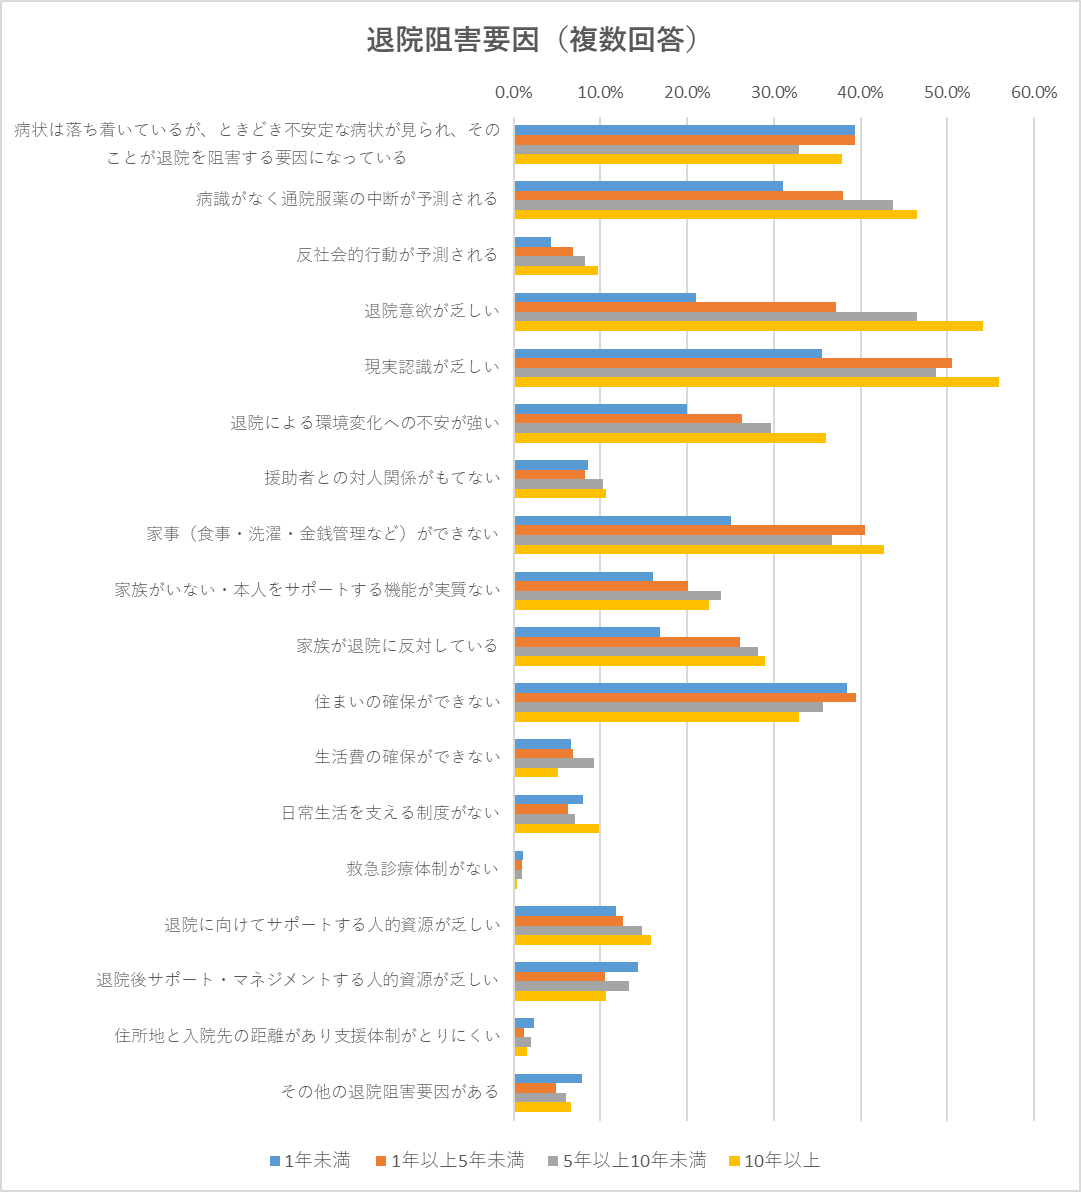 退院阻害要因（複数回答）
0.0% 10.0% 20.0% 30.0% 40.0% 50.0% 60.0%
病状は落ち着いているが、ときどき不安定な病状が見られ、その
ことが退院を阻害する要因になっている
病識がなく通院服薬の中断が予測される
反社会的行動が予測される
退院意欲が乏しい
現実認識が乏しい
退院による環境変化への不安が強い
援助者との対人関係がもてない
家事（食事・洗濯・金銭管理など）ができない
家族がいない・本人をサポートする機能が実質ない
家族が退院に反対している
住まいの確保ができない
生活費の確保ができない
日常生活を支える制度がない
救急診療体制がない
退院に向けてサポートする人的資源が乏しい
退院後サポート・マネジメントする人的資源が乏しい
住所地と入院先の距離があり支援体制がとりにくい
その他の退院阻害要因がある
1年未満 1年以上5年未満 5年以上10年未満 10年以上